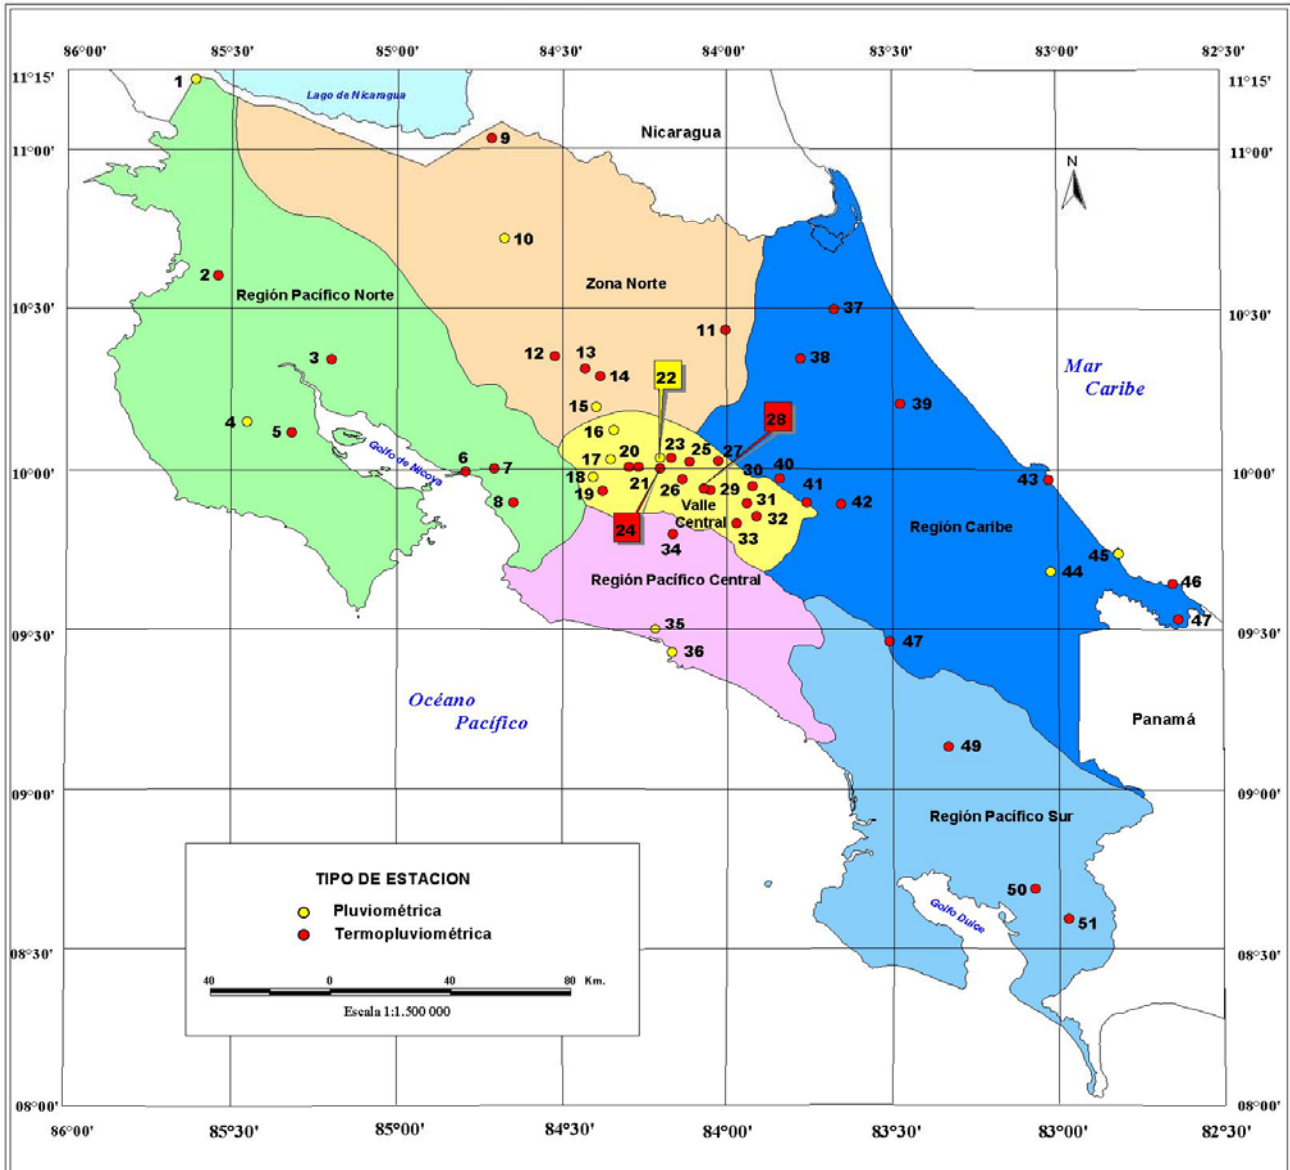 86°00' 85°30' 85°00' 84°30' 84°00' 83°30' 83°00' 82°30'
11°15' 11°15'
1
Lago de Nicaragua
9
Nicaragua
N
11°00' 11°00'
10
2
Zona Norte
Región Pacífico Norte
10°30' 10°30'
37
11
12 13
3
38
14
22
Mar
Caribe
15
39
28
4
16
5
20 23 25 27
Golfo de Nicoya
17
6 7
30 40
10°00' 10°00'
18
21
26
43
41
19
29
8
31
42
Valle
Central
32
24
33
Región Caribe
34
45
44
Región Pacífico Central
46
35
47
09°30' 09°30'
47
36
Océano
Pacífico
Panamá
49
09°00' 09°00'
Región Pacífico Sur
TIPO DE ESTACION
50
Pluviométrica
Golfo Dulce
51
Termopluviométrica
08°30' 08°30'
40 0 40 80 Km.
Escala 1:1.500 000
08°00' 08°00'
86°00' 85°30' 85°00' 84°30' 84°00' 83°30' 83°00' 82°30'